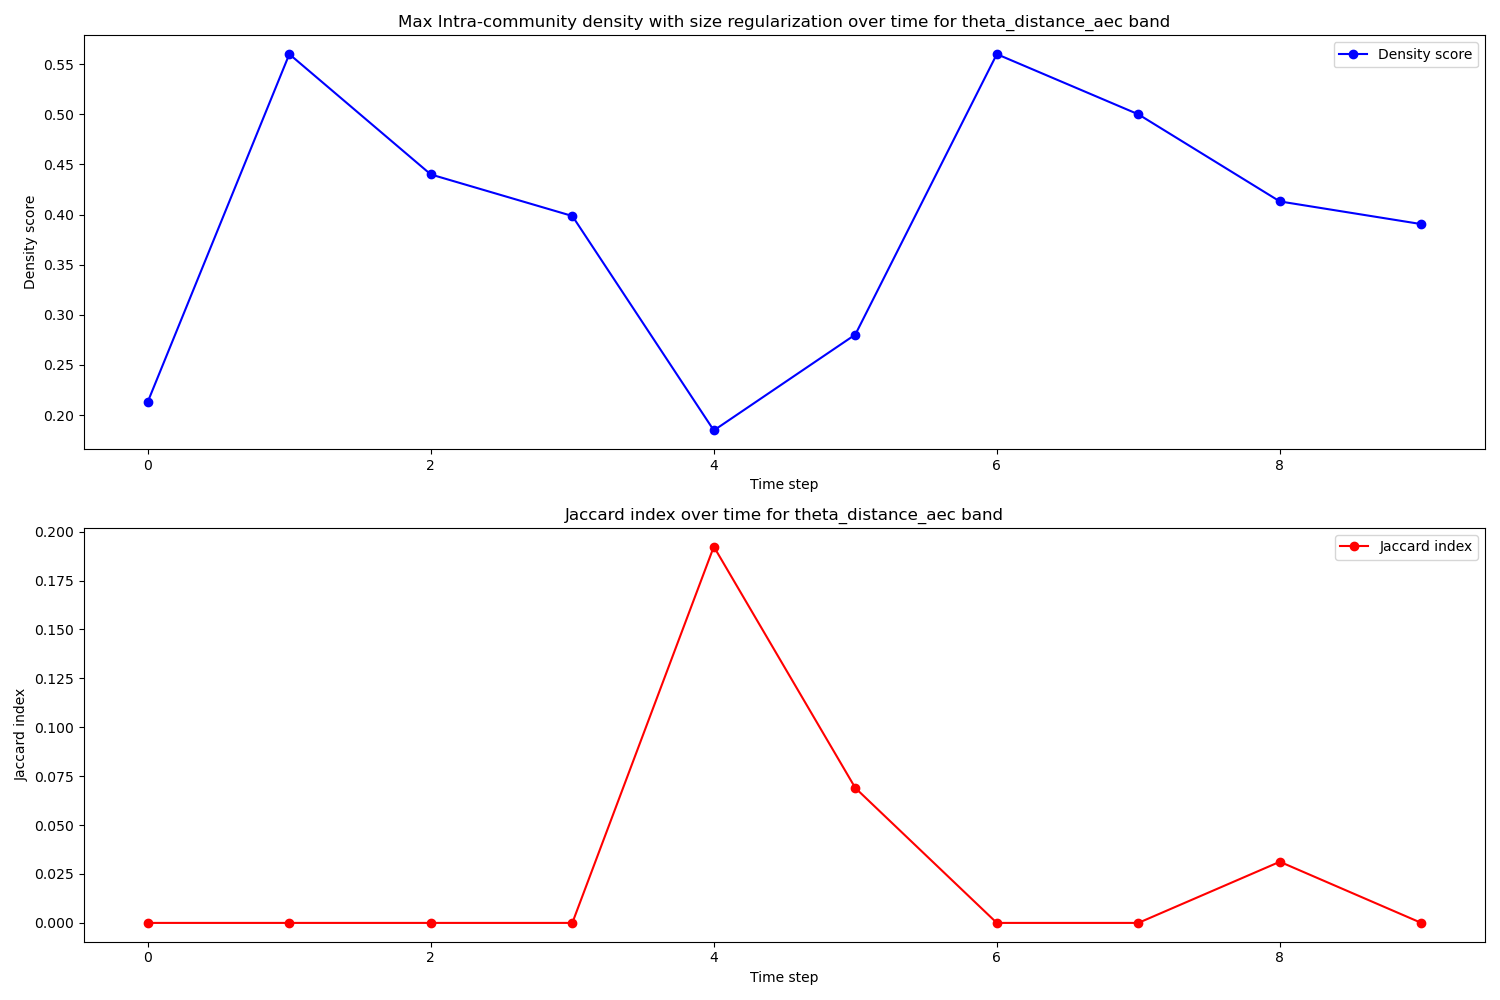 Max Intra-community density with size regularization over time for theta_distance_aec band
Density score
0.55
0.50
0.45
0.40
0.35
0.30
0.25
0.20
Density score
0 2 4 6 8
Time step
Jaccard index over time for theta_distance_aec band
Jaccard index
0.200
0.175
0.150
0.125
0.100
0.075
0.050
0.025
0.000
Jaccard index
0 2 4 6 8
Time step